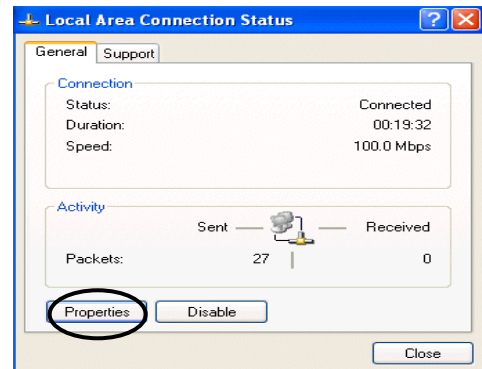 Local Area Connection Status
General Support
Connection
Status: Connected
Duration: 00:19:32
Speed: 100.0 Mbps
Activity
Sent Received
Packets: 27 0
Properties Disable
Close